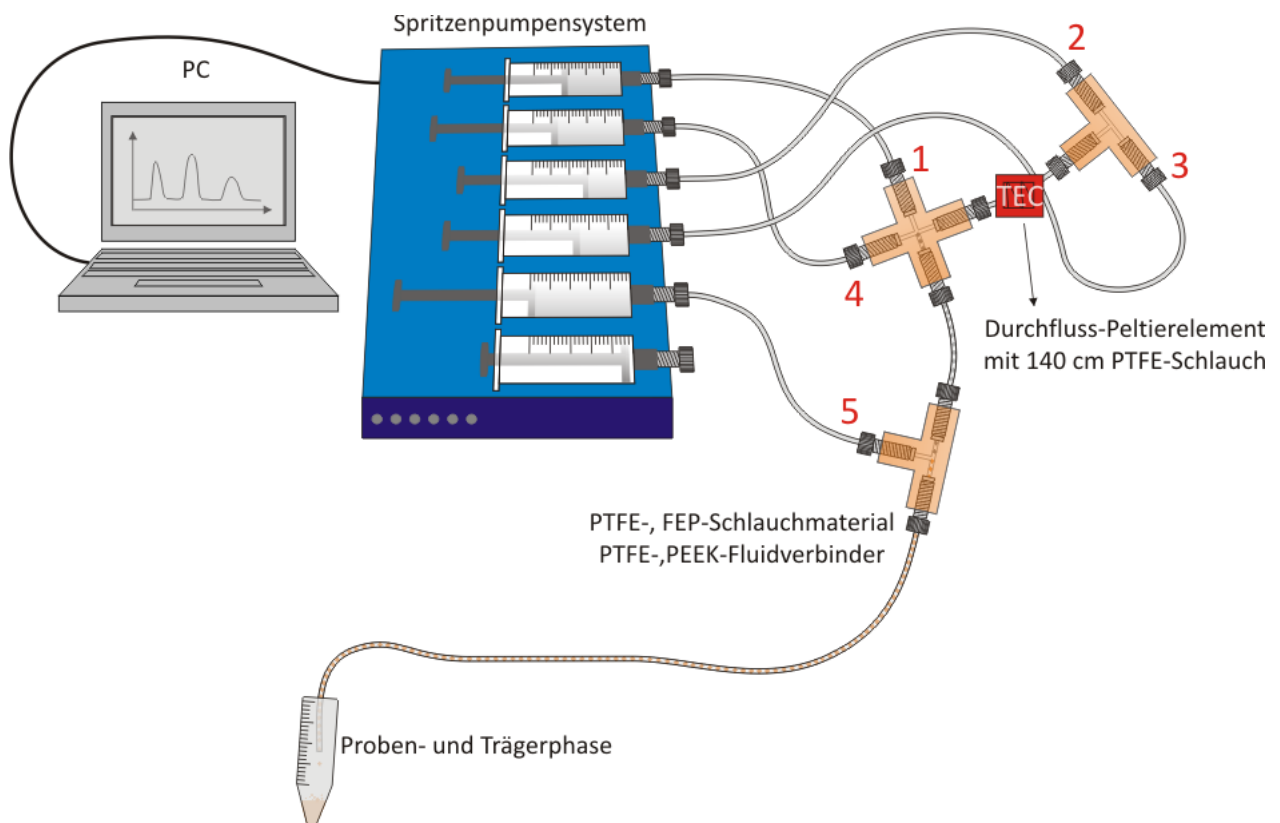 Spritzenpumpensystem
PC
2
1
3
TEC
4
Durchfluss-Peltierelement
mit 140 cm PTFE-Schlauch
5
PTFE-, FEP-Schlauchmaterial
PTFE-,PEEK-Fluidverbinder
Proben- und Trägerphase